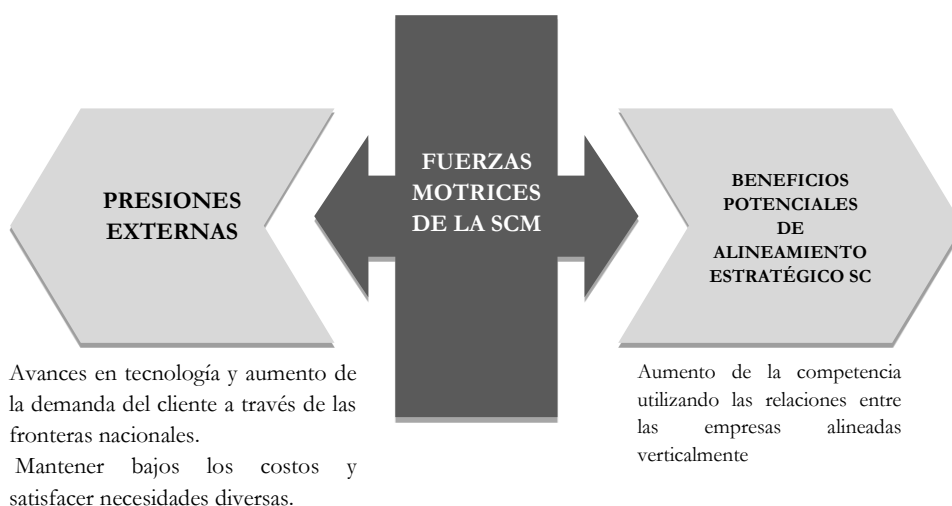 PRESIONES
EXTERNAS
FUERZAS
MOTRICES
DE LA SCM
BENEFICIOS
POTENCIALES
DE
ALINEAMIENTO
ESTRATÉGICO SC
Avances en tecnología y aumento de
la demanda del cliente a través de las
fronteras nacionales.
Mantener bajos los costos y
satisfacer necesidades diversas.
Aumento de la competencia
utilizando las relaciones entre
las empresas alineadas
verticalmente